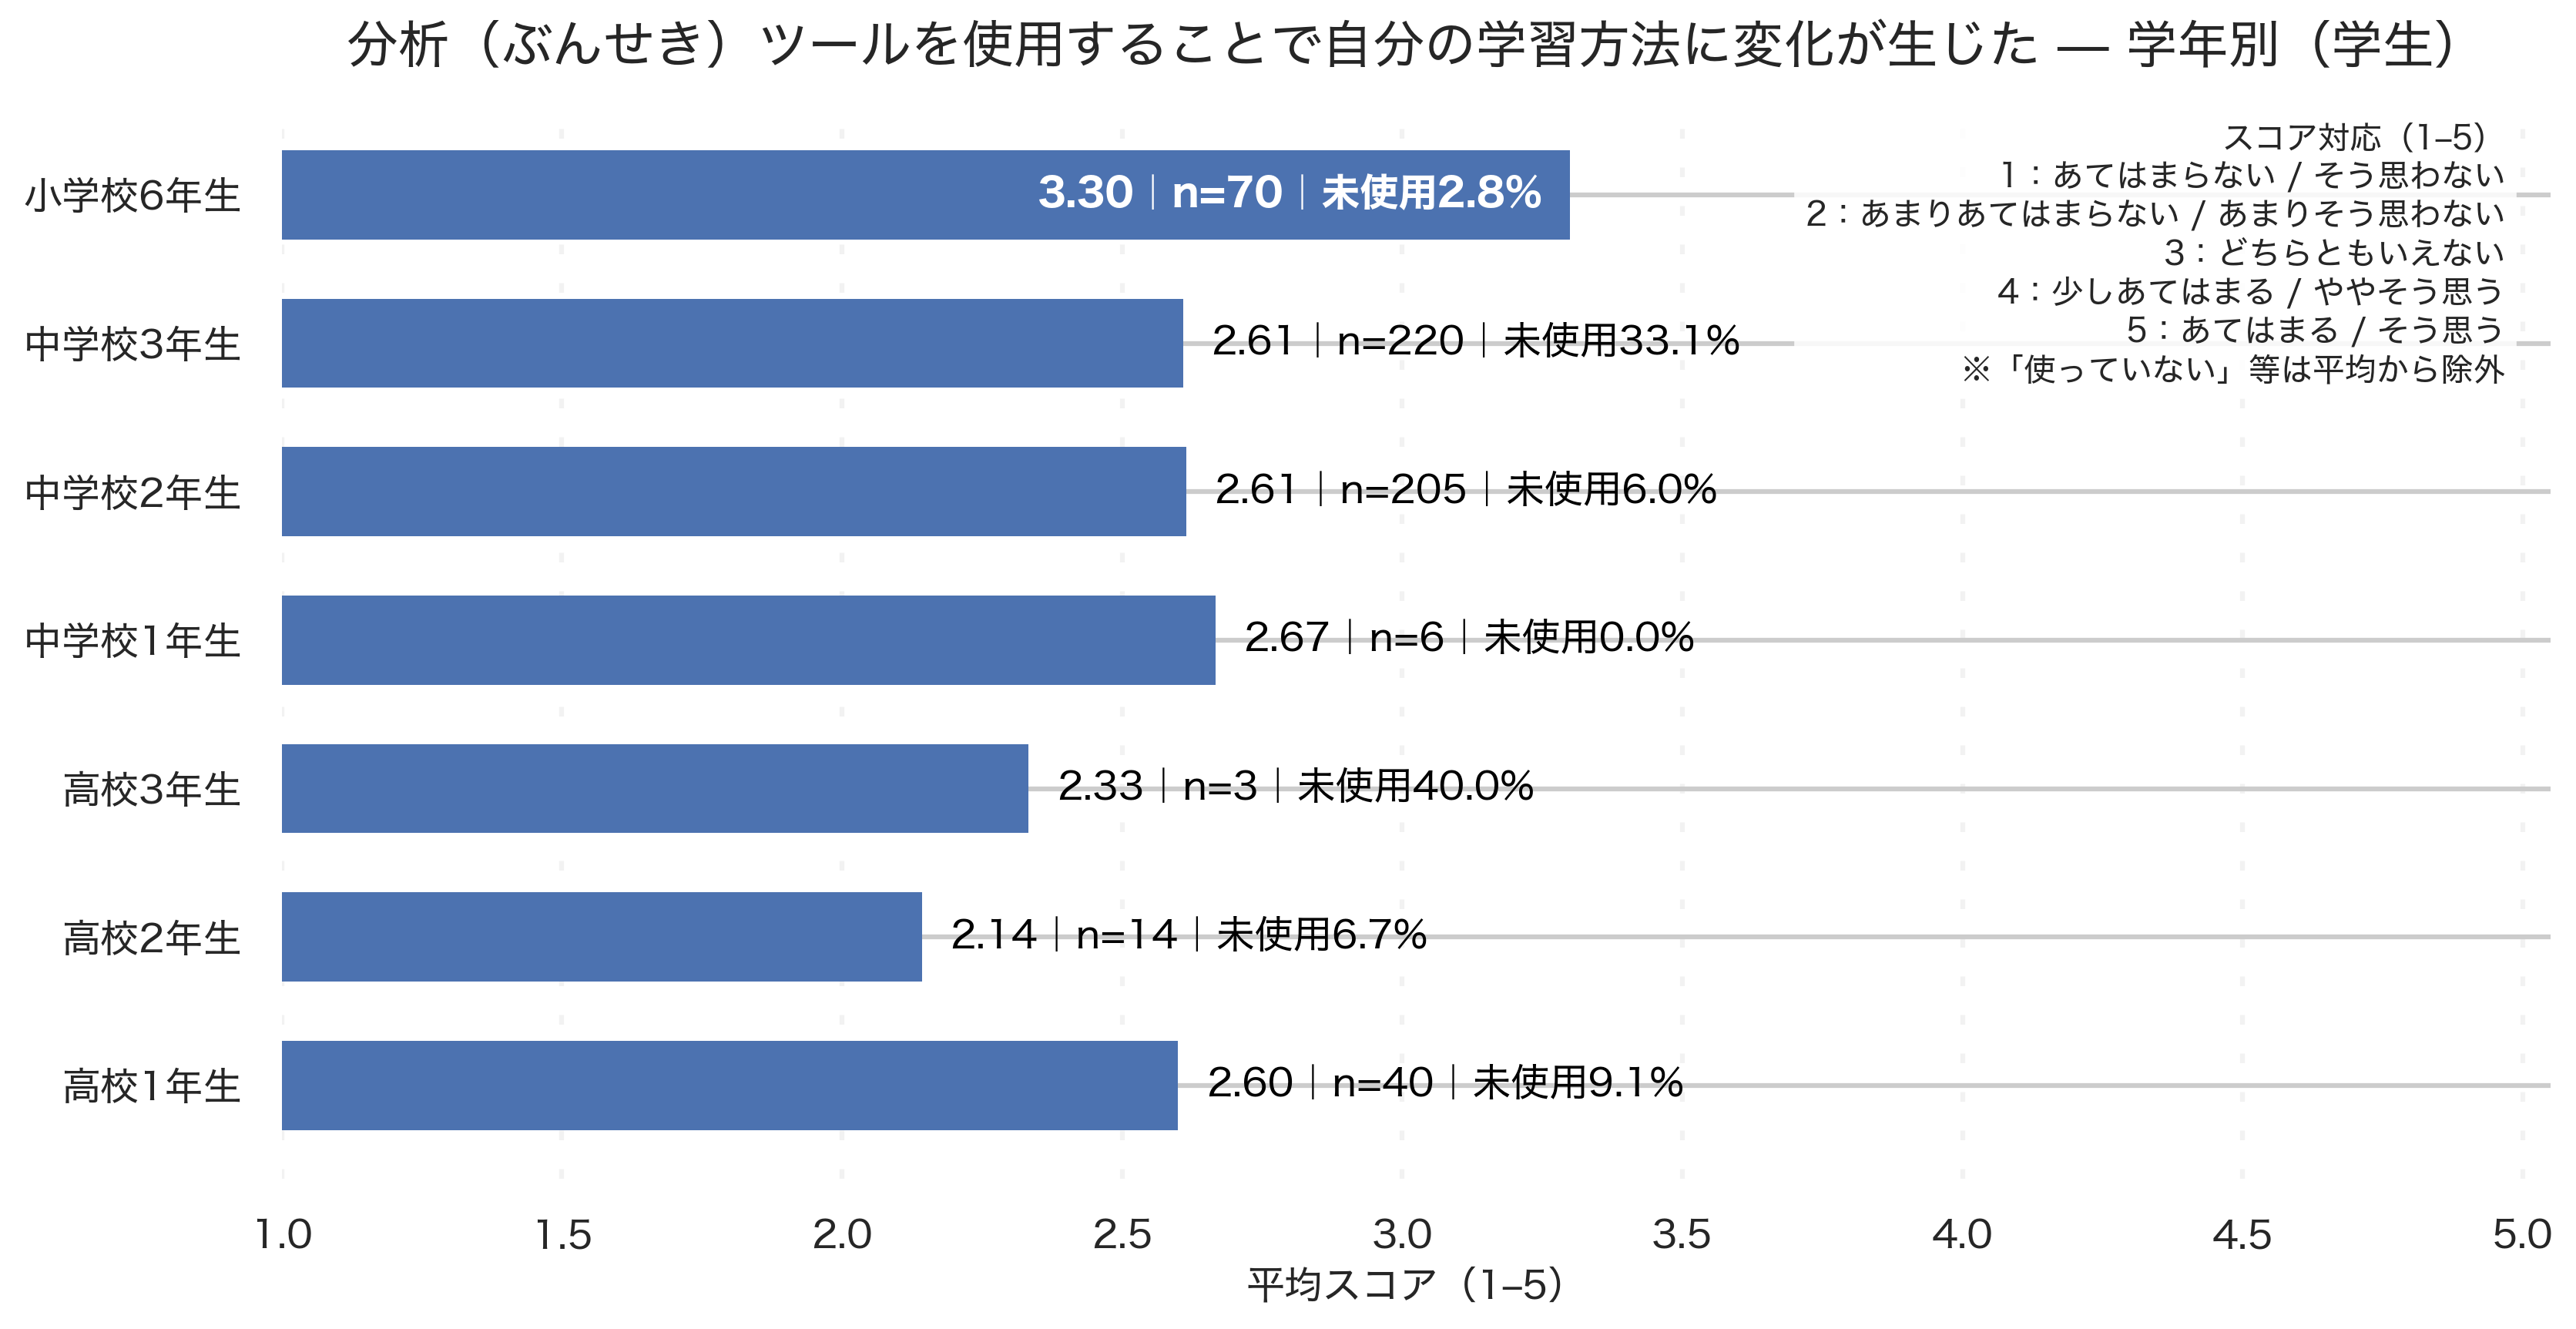 分析（ぶんせき）ツールを使用することで自分の学習方法に変化が生じた — 学年別（学生）
スコア対応（1–5）
1：あてはまらない / そう思わない
2：あまりあてはまらない / あまりそう思わない
3：どちらともいえない
4：少しあてはまる / ややそう思う
5：あてはまる / そう思う
※「使っていない」等は平均から除外
小学校6年生 3.30｜n=70｜未使用2.8%
中学校3年生 2.61｜n=220｜未使用33.1%
中学校2年生 2.61｜n=205｜未使用6.0%
中学校1年生 2.67｜n=6｜未使用0.0%
高校3年生 2.33｜n=3｜未使用40.0%
高校2年生 2.14｜n=14｜未使用6.7%
高校1年生 2.60｜n=40｜未使用9.1%
1.0 1.5 2.0 2.5 3.0 3.5 4.0 4.5 5.0
平均スコア（1–5）